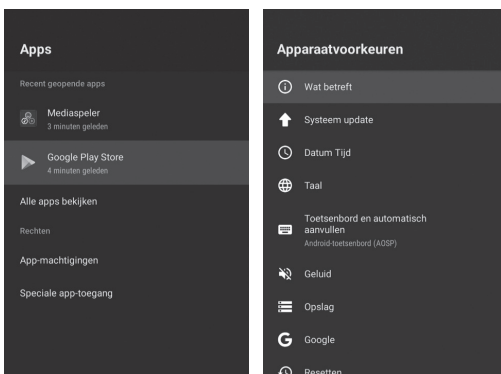 Apps
Recent geopende apps
Mediaspeler
3 minuten geleden
Google Play Store
4 minuten geleden
Alle apps bekijken
Rechten
App-machtigingen
Speciale app-toegang
Apparaatvoorkeuren
Wat betreft
Systeem update
Datum Tijd
Taal
Toetsenbord en automatisch
aanvullen
Android-toetsenbord (AOSP)
Geluid
Opslag
Google
Resetten